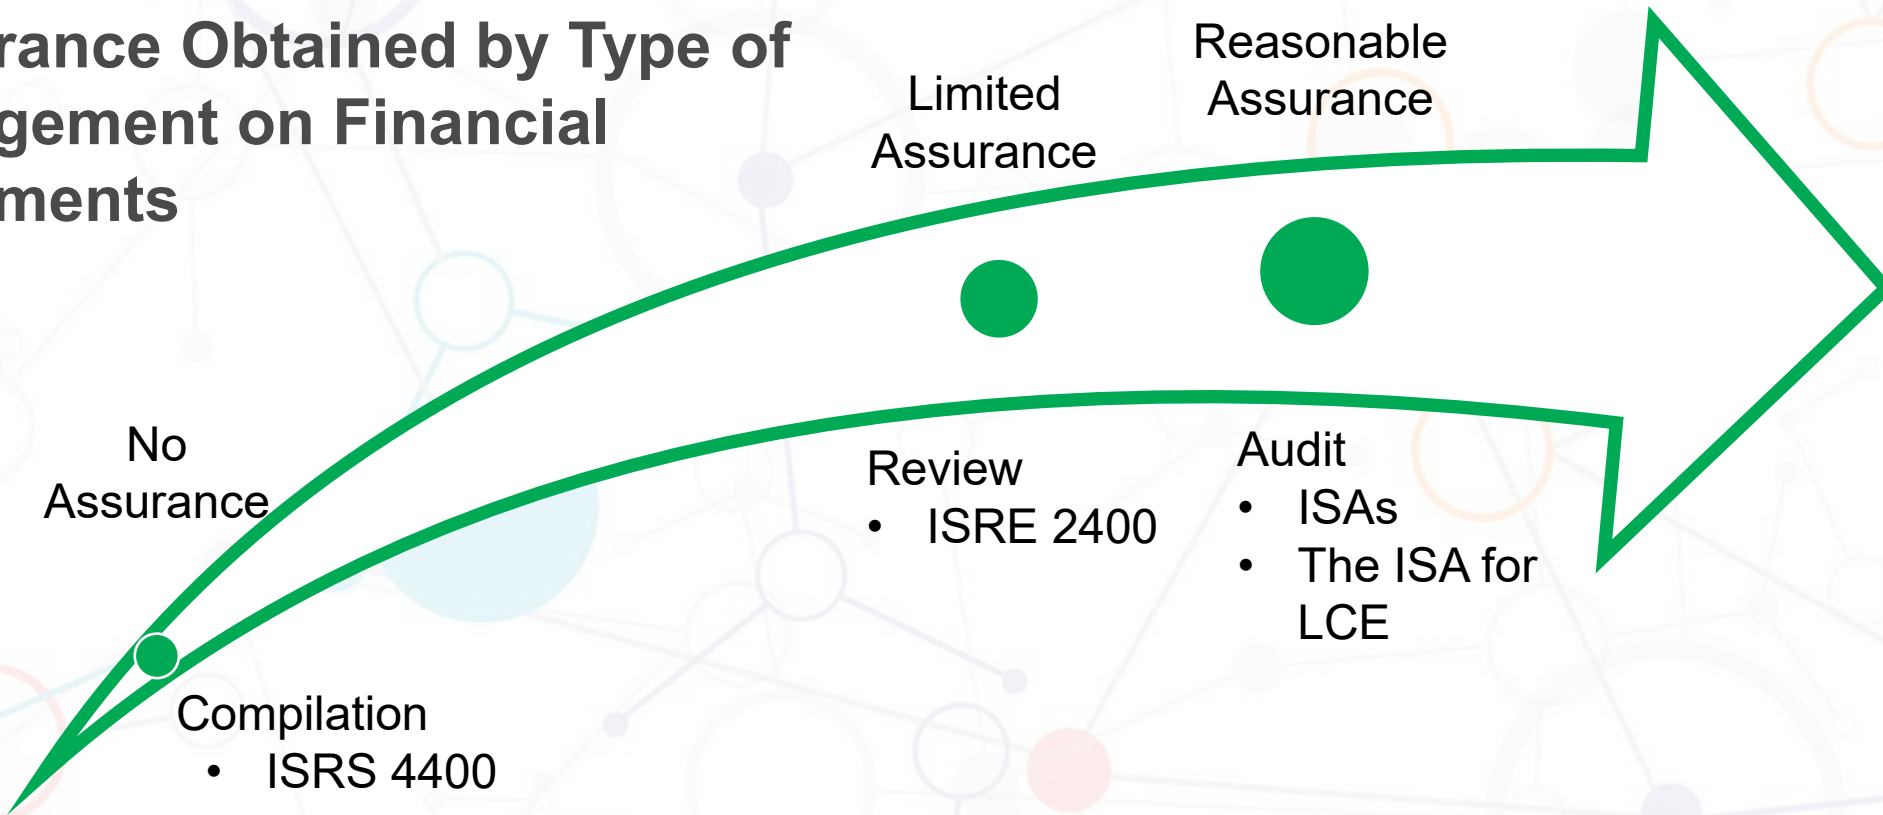 rance Obtained by Type of
gement on Financial
ments
Reasonable
Assurance
Limited
Assurance
No
Assurance
Review
• ISRE 2400
Audit
• ISAs
• The ISA for
LCE
Compilation
• ISRS 4400